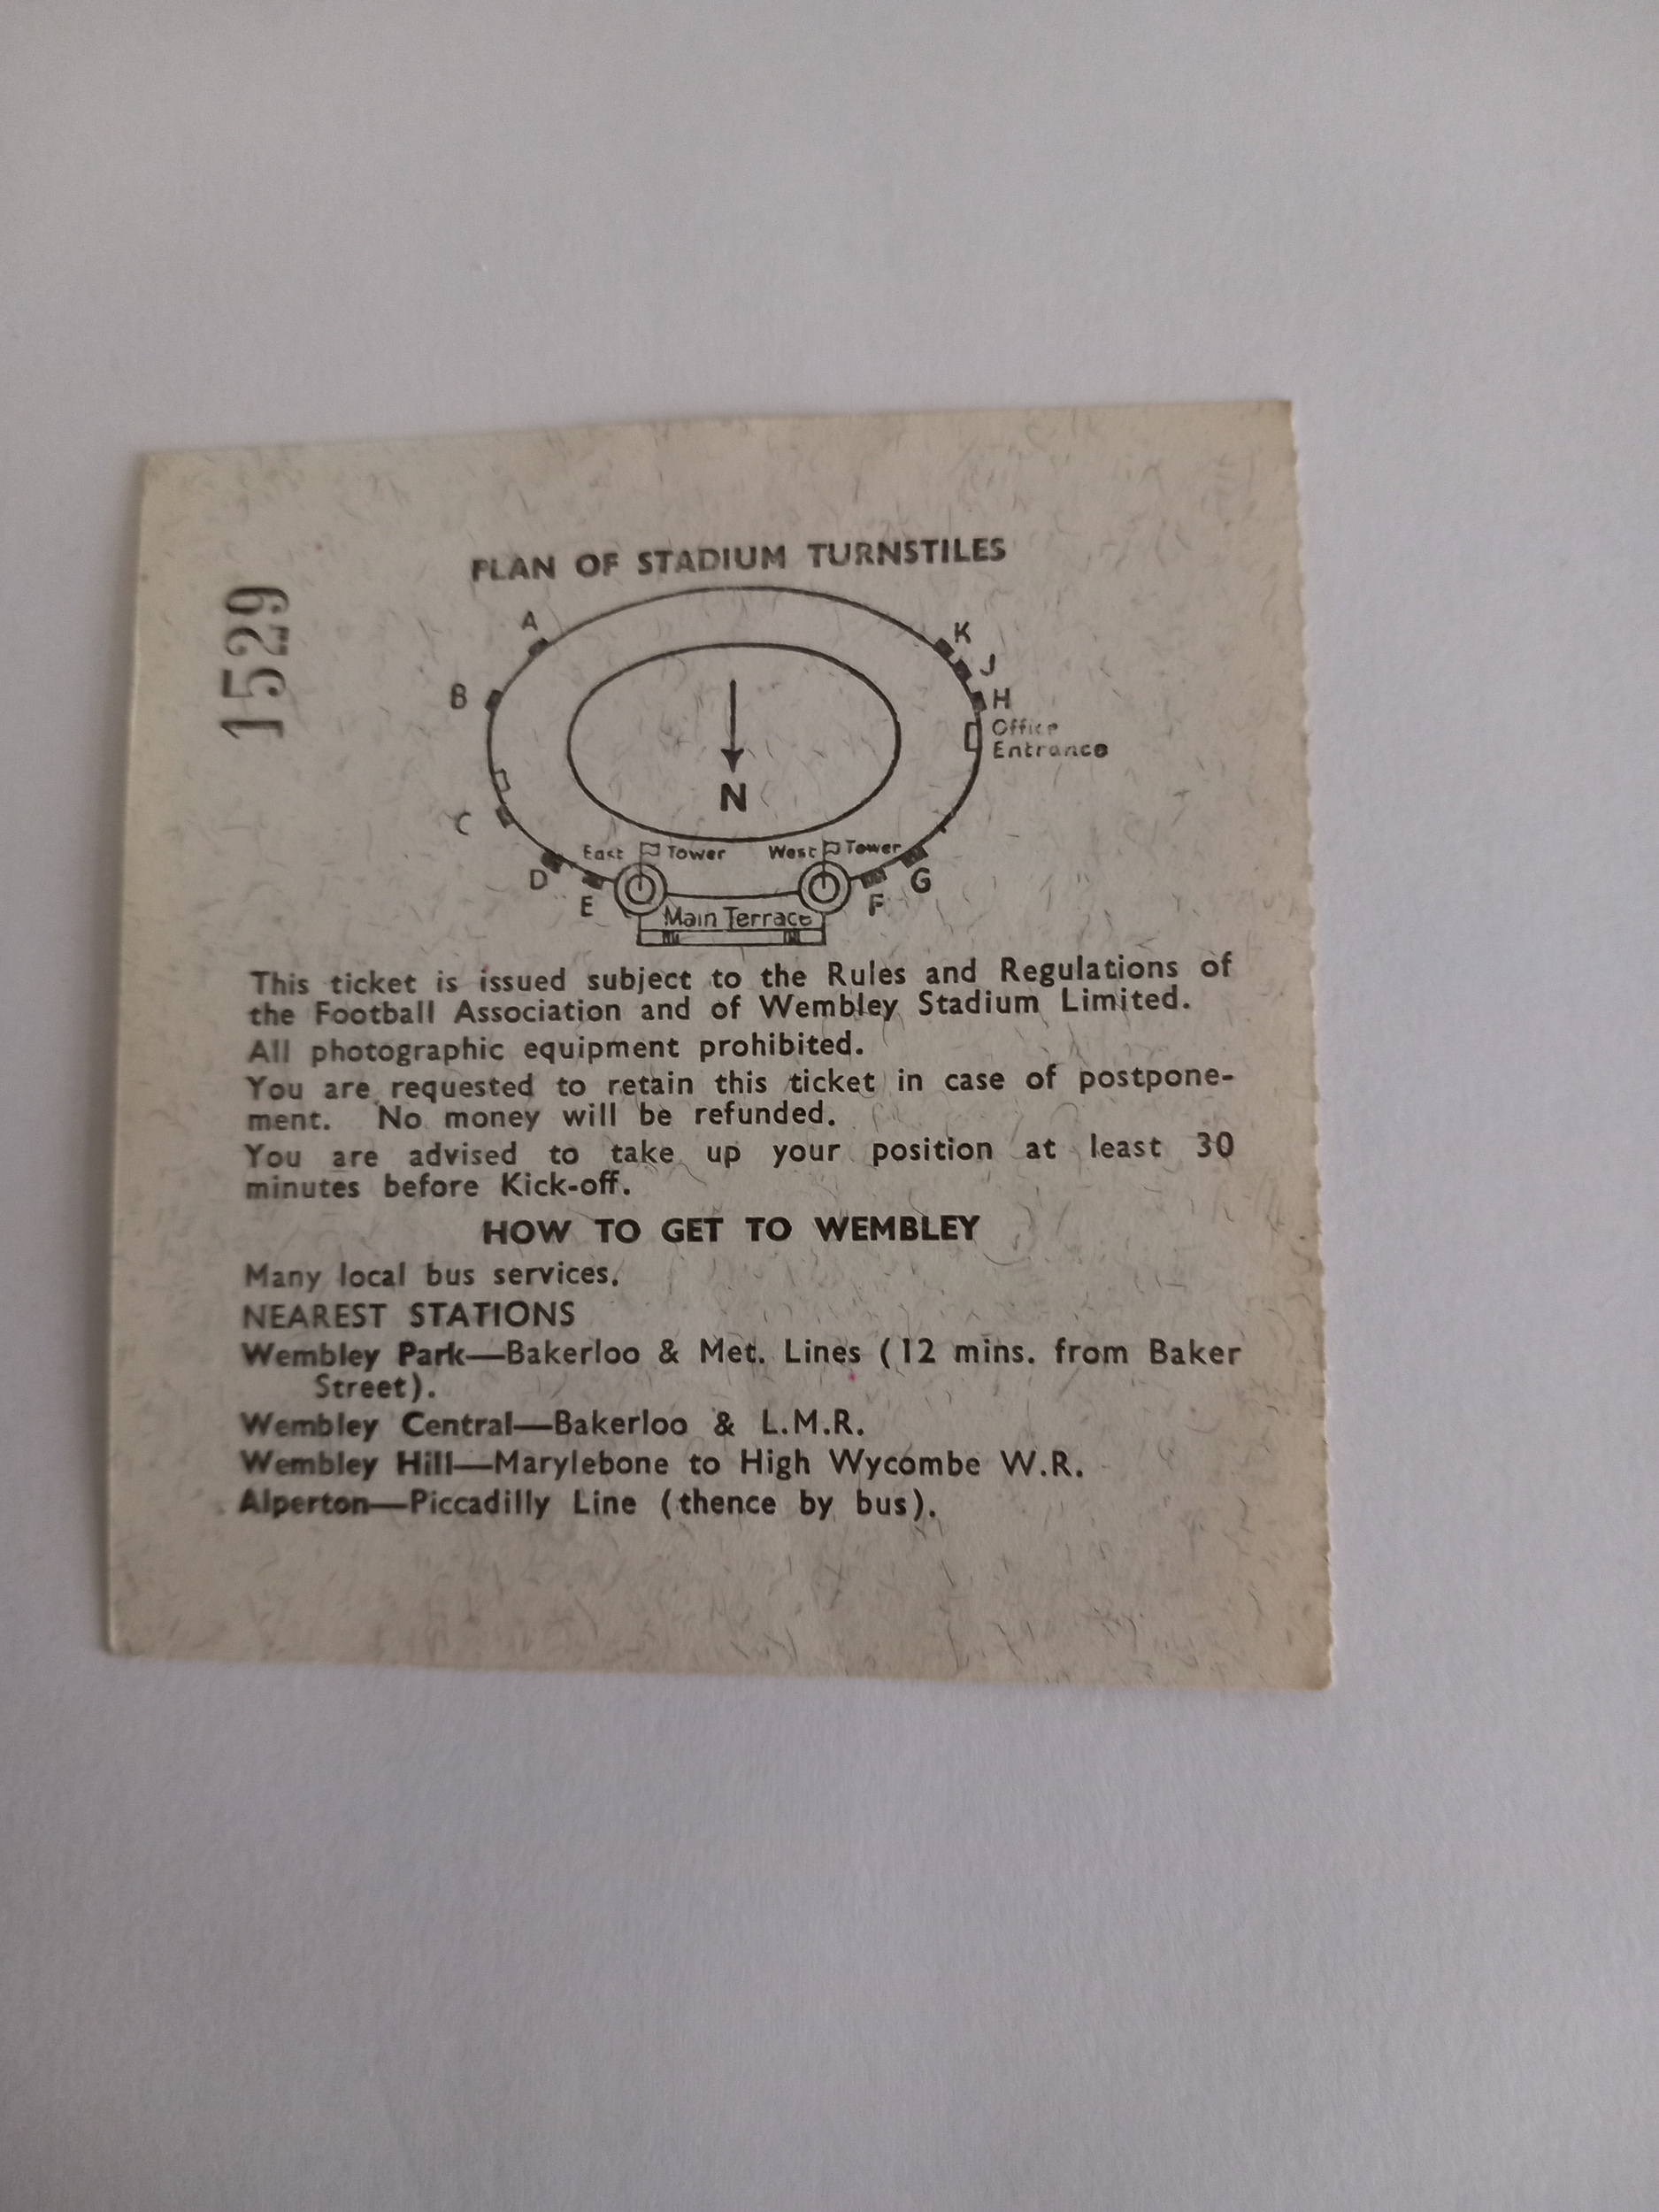 PLAN OF STADIUM TURNSTILES
1529
A
K
J
B
H
Office
Entrance
N
C
East Tower
West Tower
D
G
E
F
Main Terrace
This ticket is issued subject to the Rules and Regulations of
the Football Association and of Wembley Stadium Limited.
All photographic equipment prohibited.
You are requested to retain this ticket in case of postpone-
ment. No money will be refunded.
You are advised to take up your position at least 30
minutes before Kick-off.
HOW TO GET TO WEMBLEY
Many local bus services.
NEAREST STATIONS
Wembley Park—Bakerloo & Met. Lines (12 mins. from Baker
Street).
Wembley Central—Bakerloo & L.M.R.
Wembley Hill—Marylebone to High Wycombe W.R.
Alperton—Piccadilly Line (thence by bus).